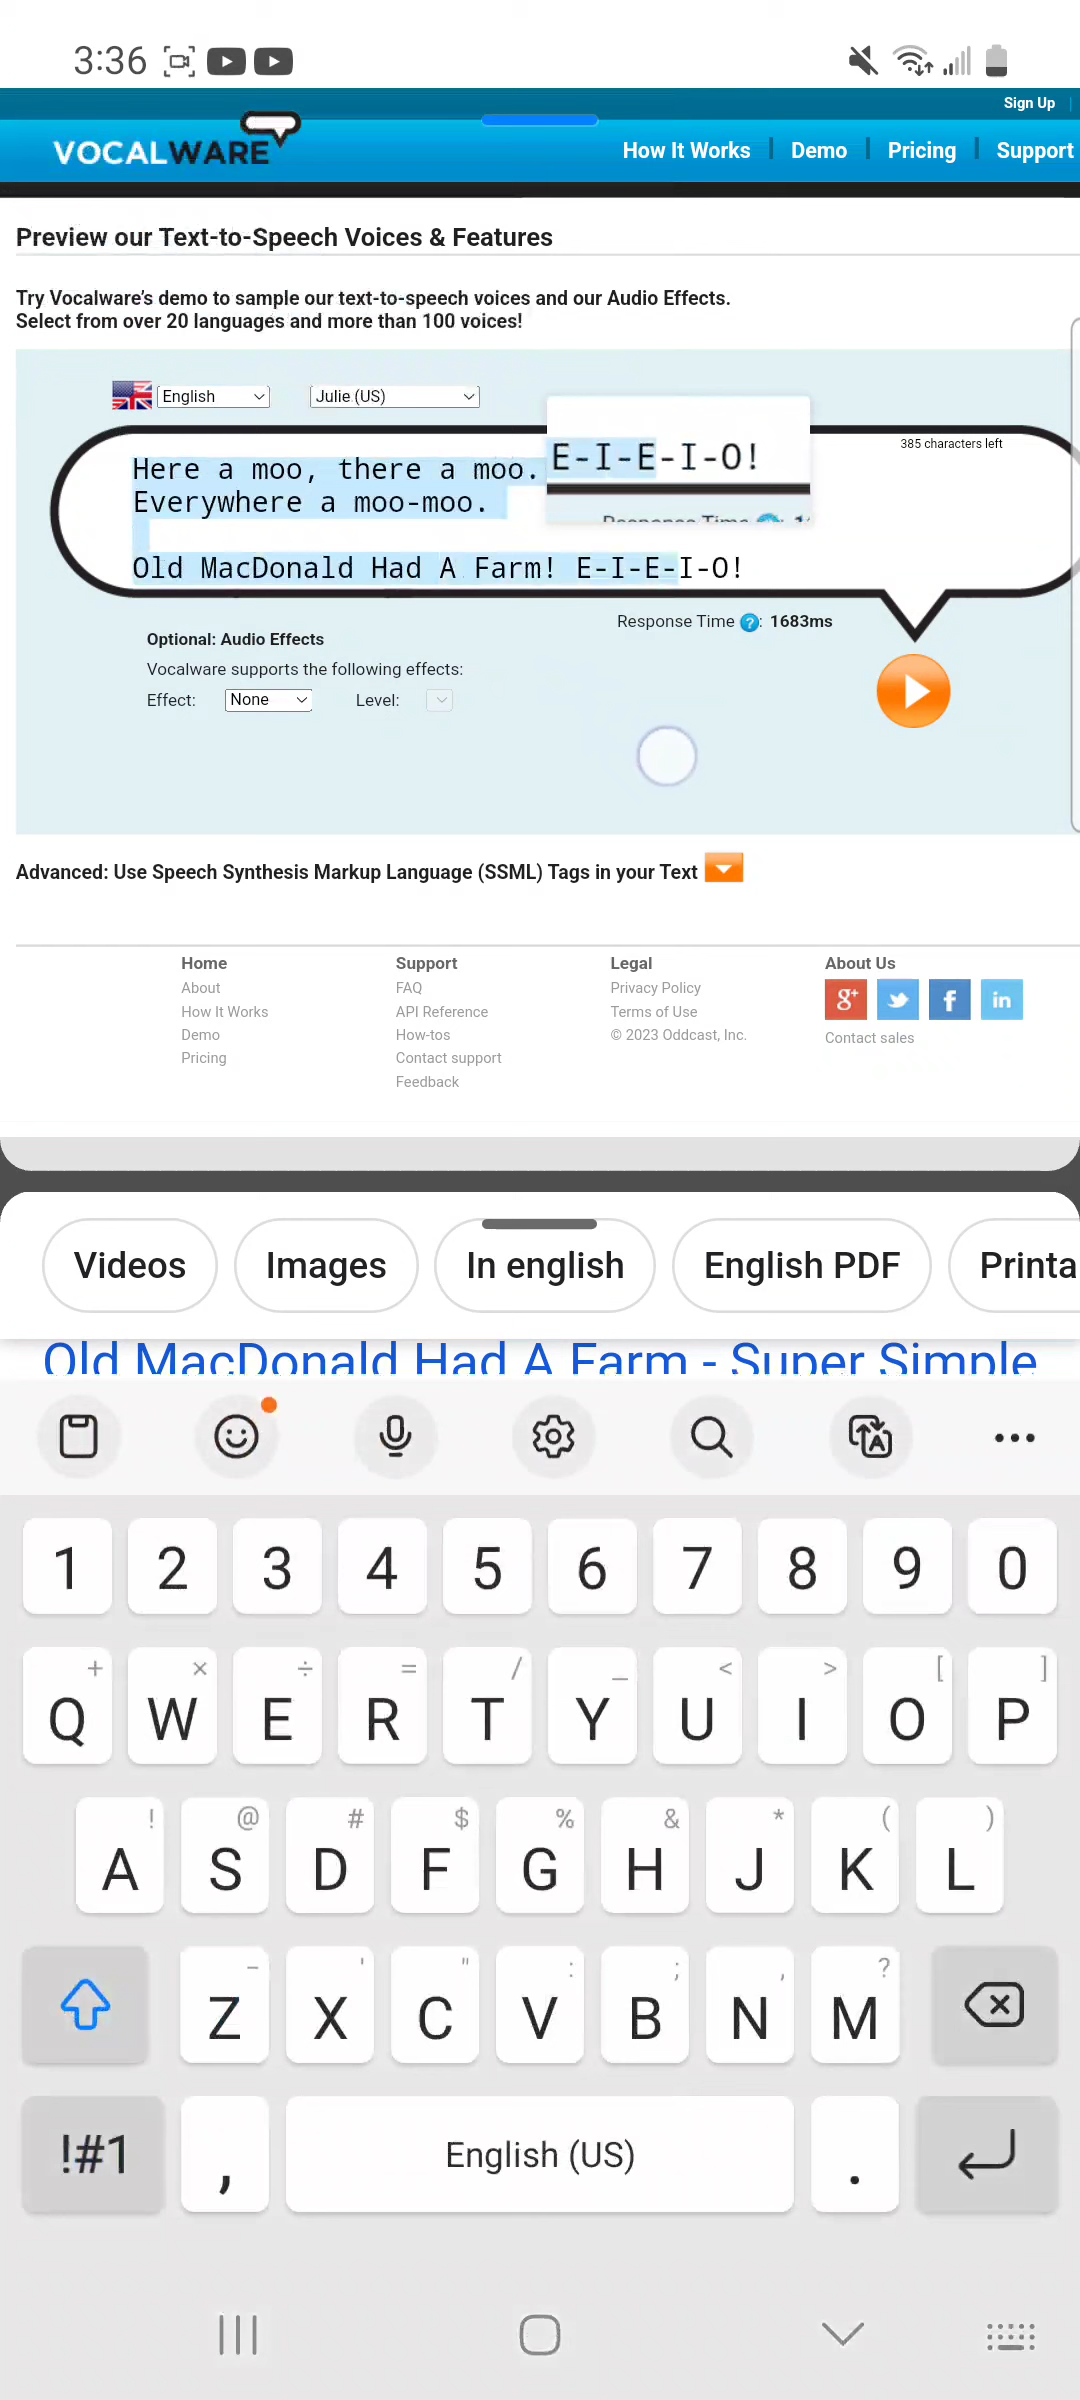 3:36
Sign Up
VOCALWARE
How It Works
Demo
Pricing
Support
Preview our Text-to-Speech Voices & Features
Try Vocalware's demo to sample our text-to-speech voices and our Audio Effects.
Select from over 20 languages and more than 100 voices!
English
Julie (US)
385 characters left
Here a moo, there a moo.
E-I-E-I-O!
Everywhere a moo-moo.
Old MacDonald Had A Farm! E-I-E-I-O!
Response Time ?: 1683ms
Optional: Audio Effects
Vocalware supports the following effects:
Effect: None Level:
Advanced: Use Speech Synthesis Markup Language (SSML) Tags in your Text
Home
About
How It Works
Demo
Pricing
Support
FAQ
API Reference
How-tos
Contact support
Feedback
Legal
Privacy Policy
Terms of Use
© 2023 Oddcast, Inc.
About Us
g+ f in
Contact sales
Videos
Images
In english
English PDF
Printa
Old MacDonald Had A Farm - Super Simple
1 2 3 4 5 6 7 8 9 0
+ × ÷ = / _ < > [ ]
Q W E R T Y U I O P
! @ # $ % & * ( )
A S D F G H J K L
- ' " : ; , ?
Z X C V B N M
!#1 , English (US) .